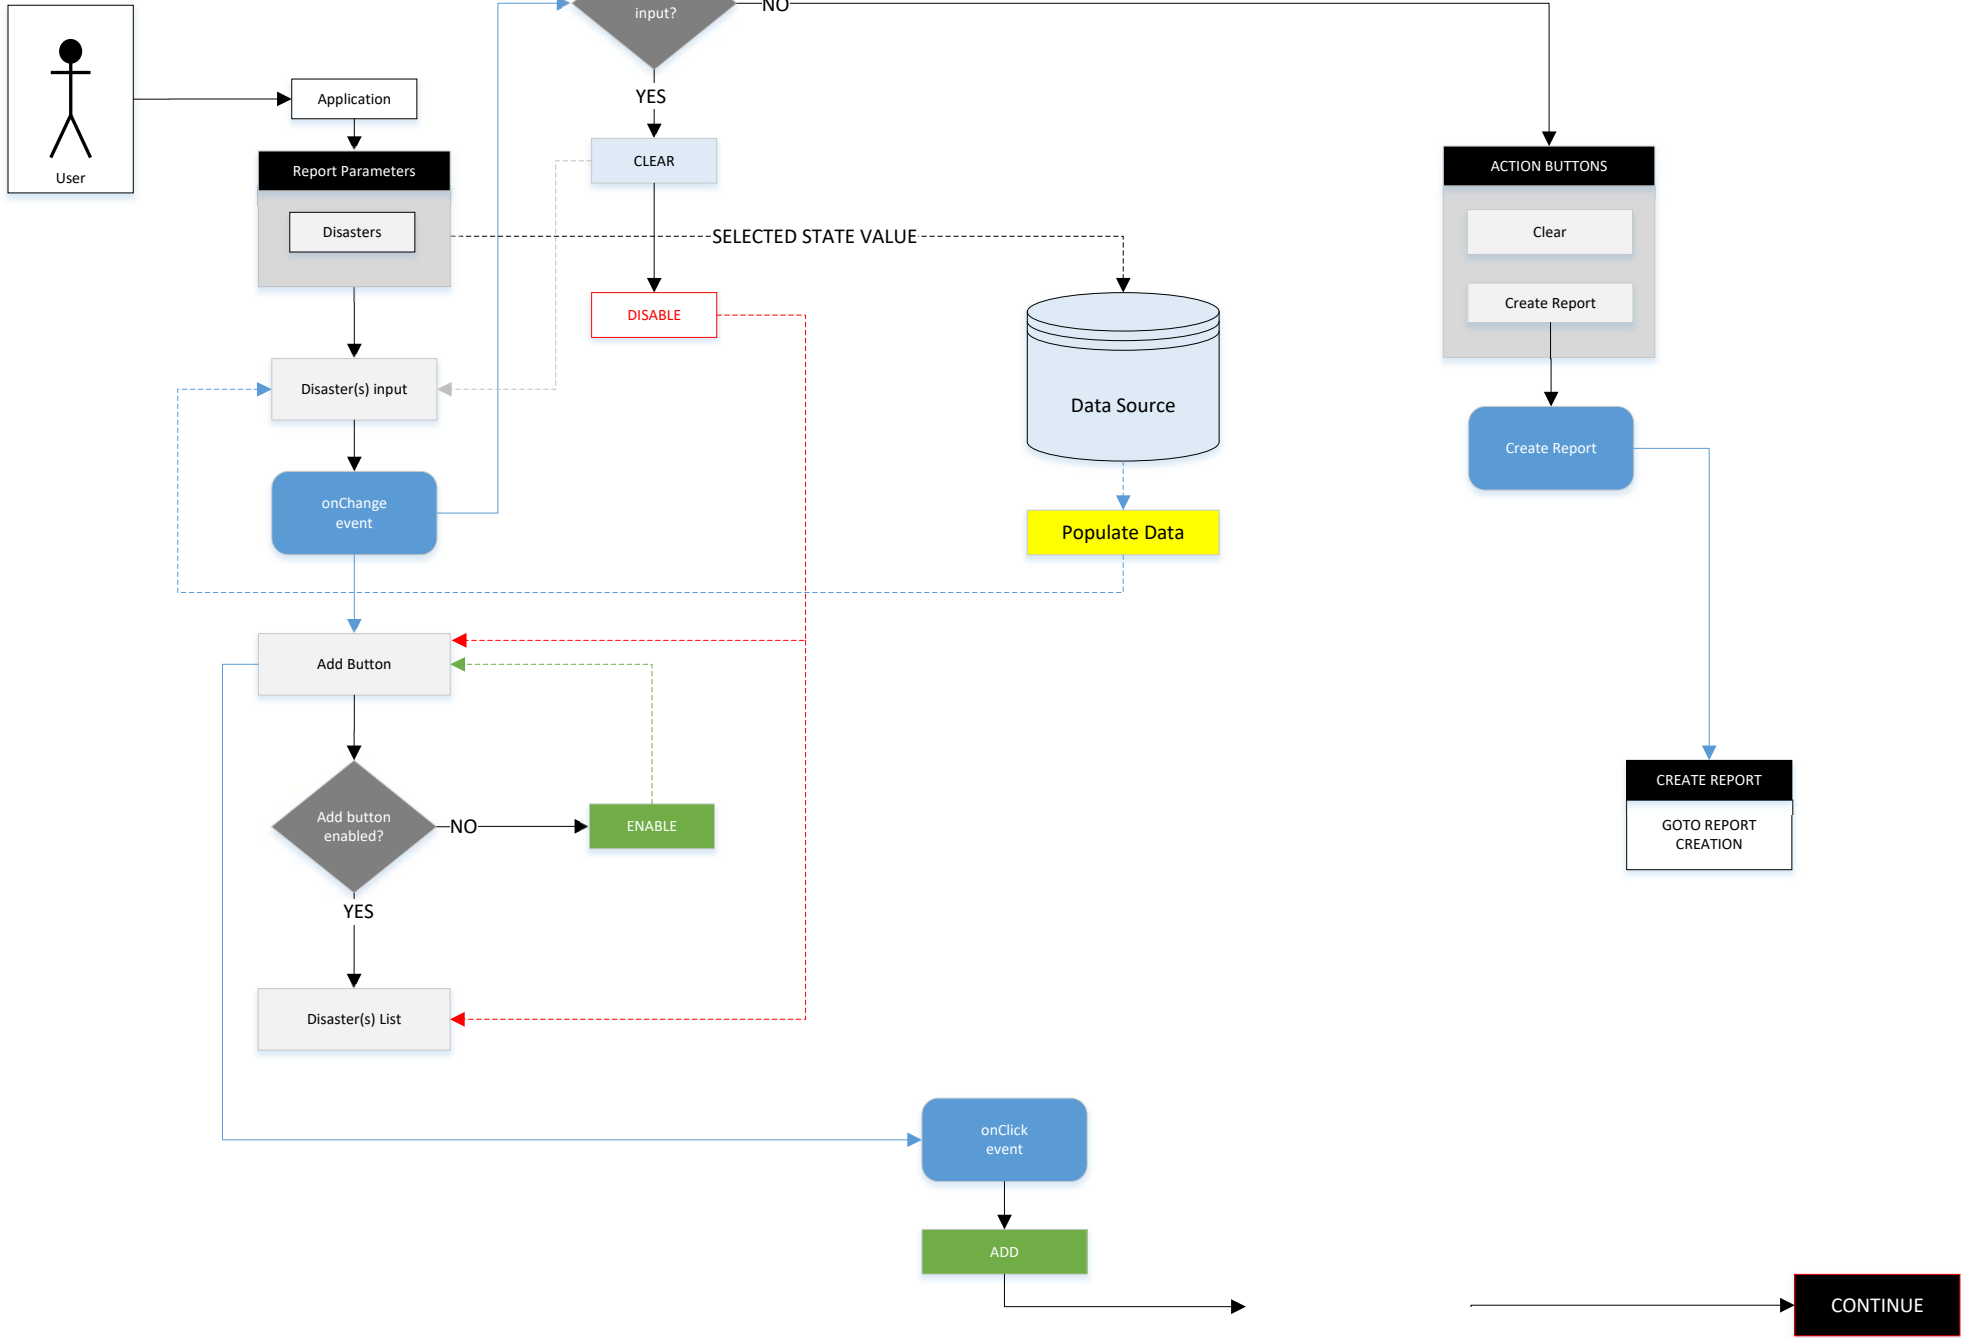 input?
NO
YES
Application
User
Report Parameters
CLEAR
ACTION BUTTONS
Disasters
SELECTED STATE VALUE
Clear
Create Report
DISABLE
Disaster(s) input
Data Source
Create Report
onChange
event
Populate Data
Add Button
CREATE REPORT
GOTO REPORT
CREATION
Add button
enabled?
NO
ENABLE
YES
Disaster(s) List
onClick
event
ADD
CONTINUE